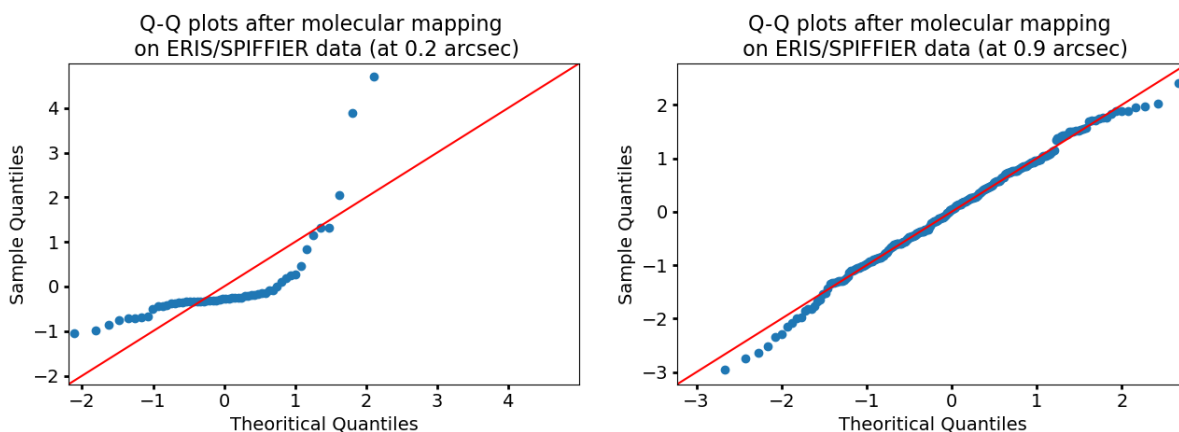 Q-Q plots after molecular mapping
on ERIS/SPIFFIER data (at 0.2 arcsec)
4
3
2
1
0
−1
−2
Sample Quantiles
−2 −1 0 1 2 3 4
Theoritical Quantiles
Q-Q plots after molecular mapping
on ERIS/SPIFFIER data (at 0.9 arcsec)
2
1
0
−1
−2
−3
Sample Quantiles
−3 −2 −1 0 1 2
Theoritical Quantiles